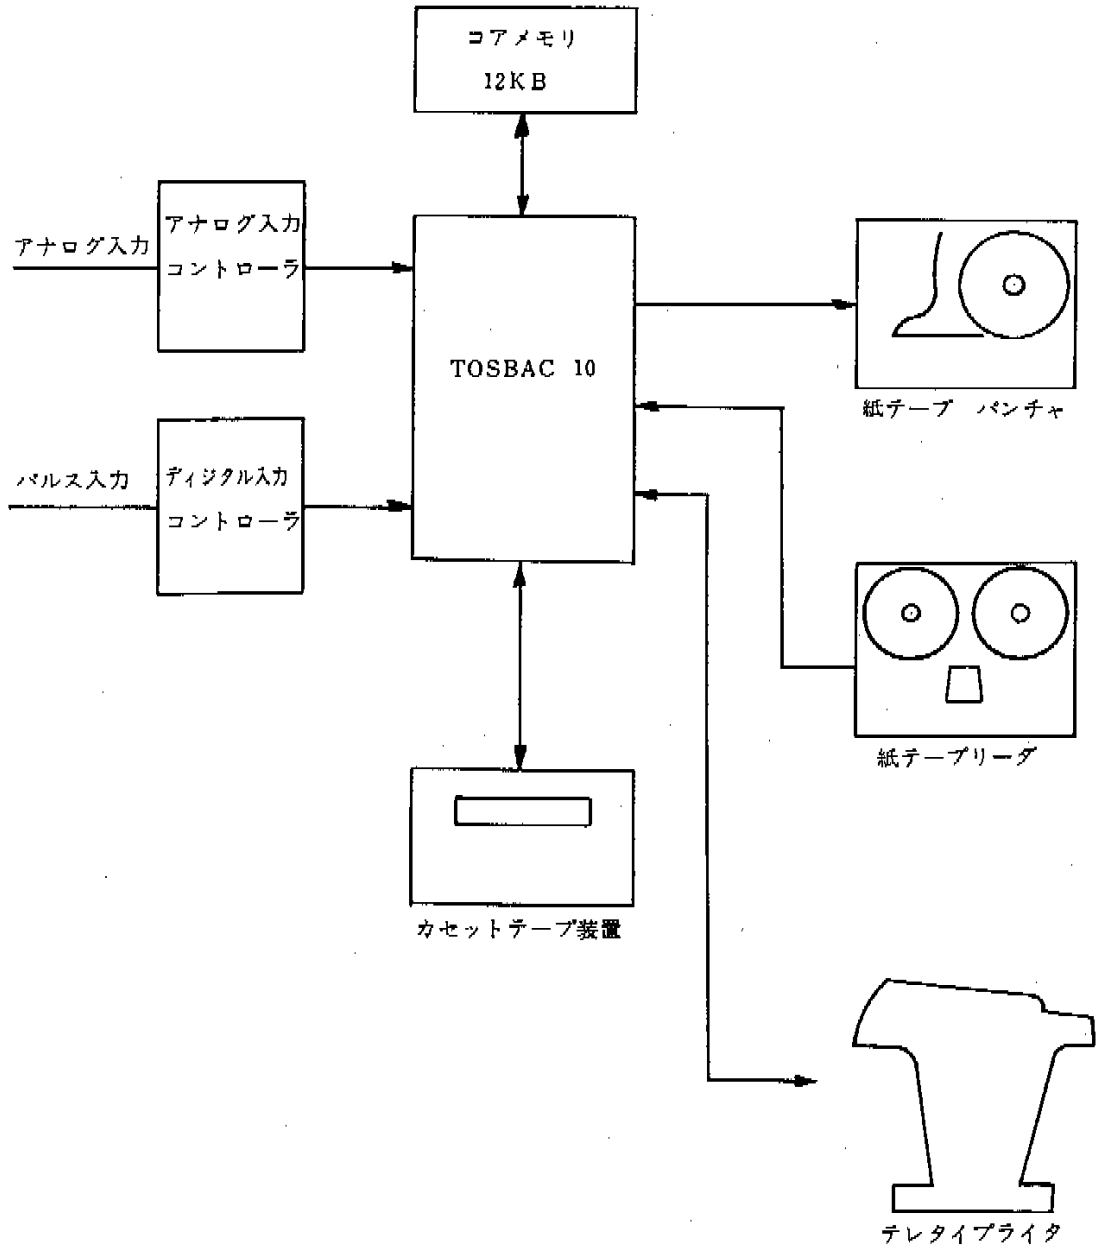 コアメモリ
12KB
アナログ入力
アナログ入力
コントローラ
TOSBAC 10
紙テープ パンチャ
パルス入力
ディジタル入力
コントローラ
紙テープリーダ
カセットテープ装置
テレタイプライタ